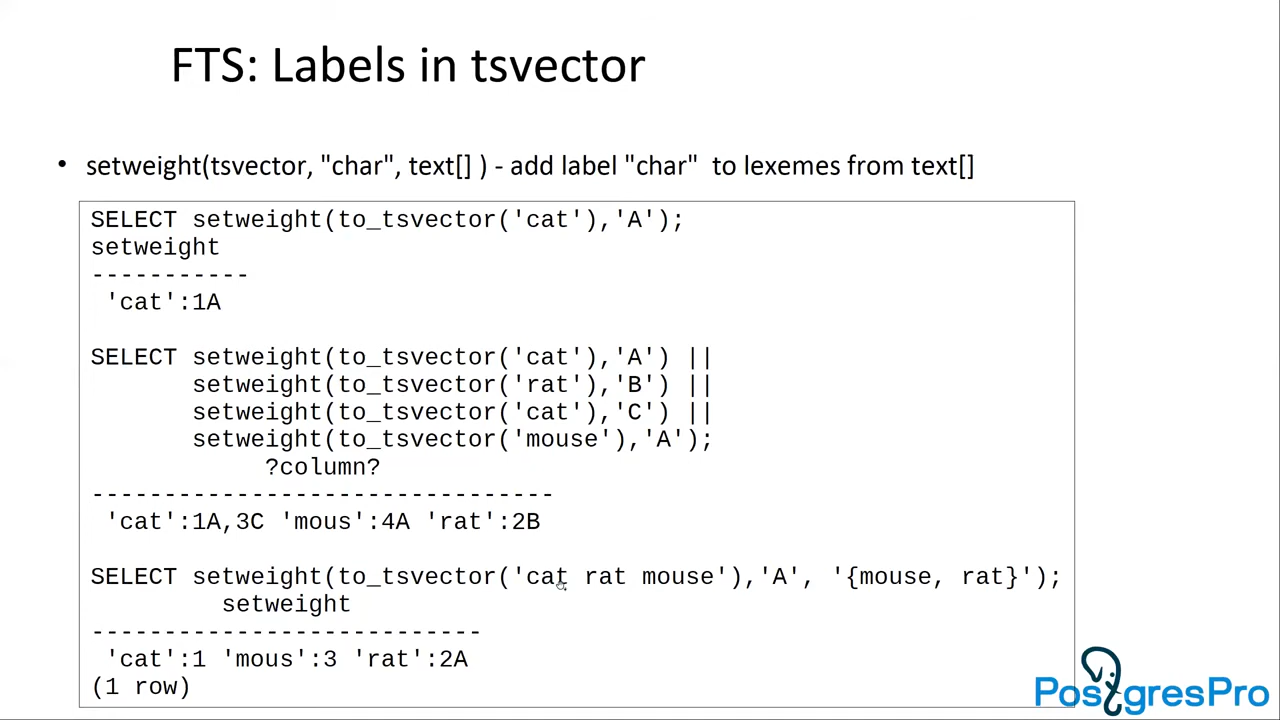 FTS: Labels in tsvector
• setweight(tsvector, "char", text[] ) - add label "char"  to lexemes from text[]
SELECT setweight(to_tsvector('cat'),'A');
setweight
-----------
 'cat':1A
SELECT setweight(to_tsvector('cat'),'A') ||
       setweight(to_tsvector('rat'),'B') ||
       setweight(to_tsvector('cat'),'C') ||
       setweight(to_tsvector('mouse'),'A');
            ?column?
--------------------------------
 'cat':1A,3C 'mous':4A 'rat':2B
SELECT setweight(to_tsvector('cat rat mouse'),'A', '{mouse, rat}');
         setweight
---------------------------
 'cat':1 'mous':3 'rat':2A
(1 row)
PostgresPro